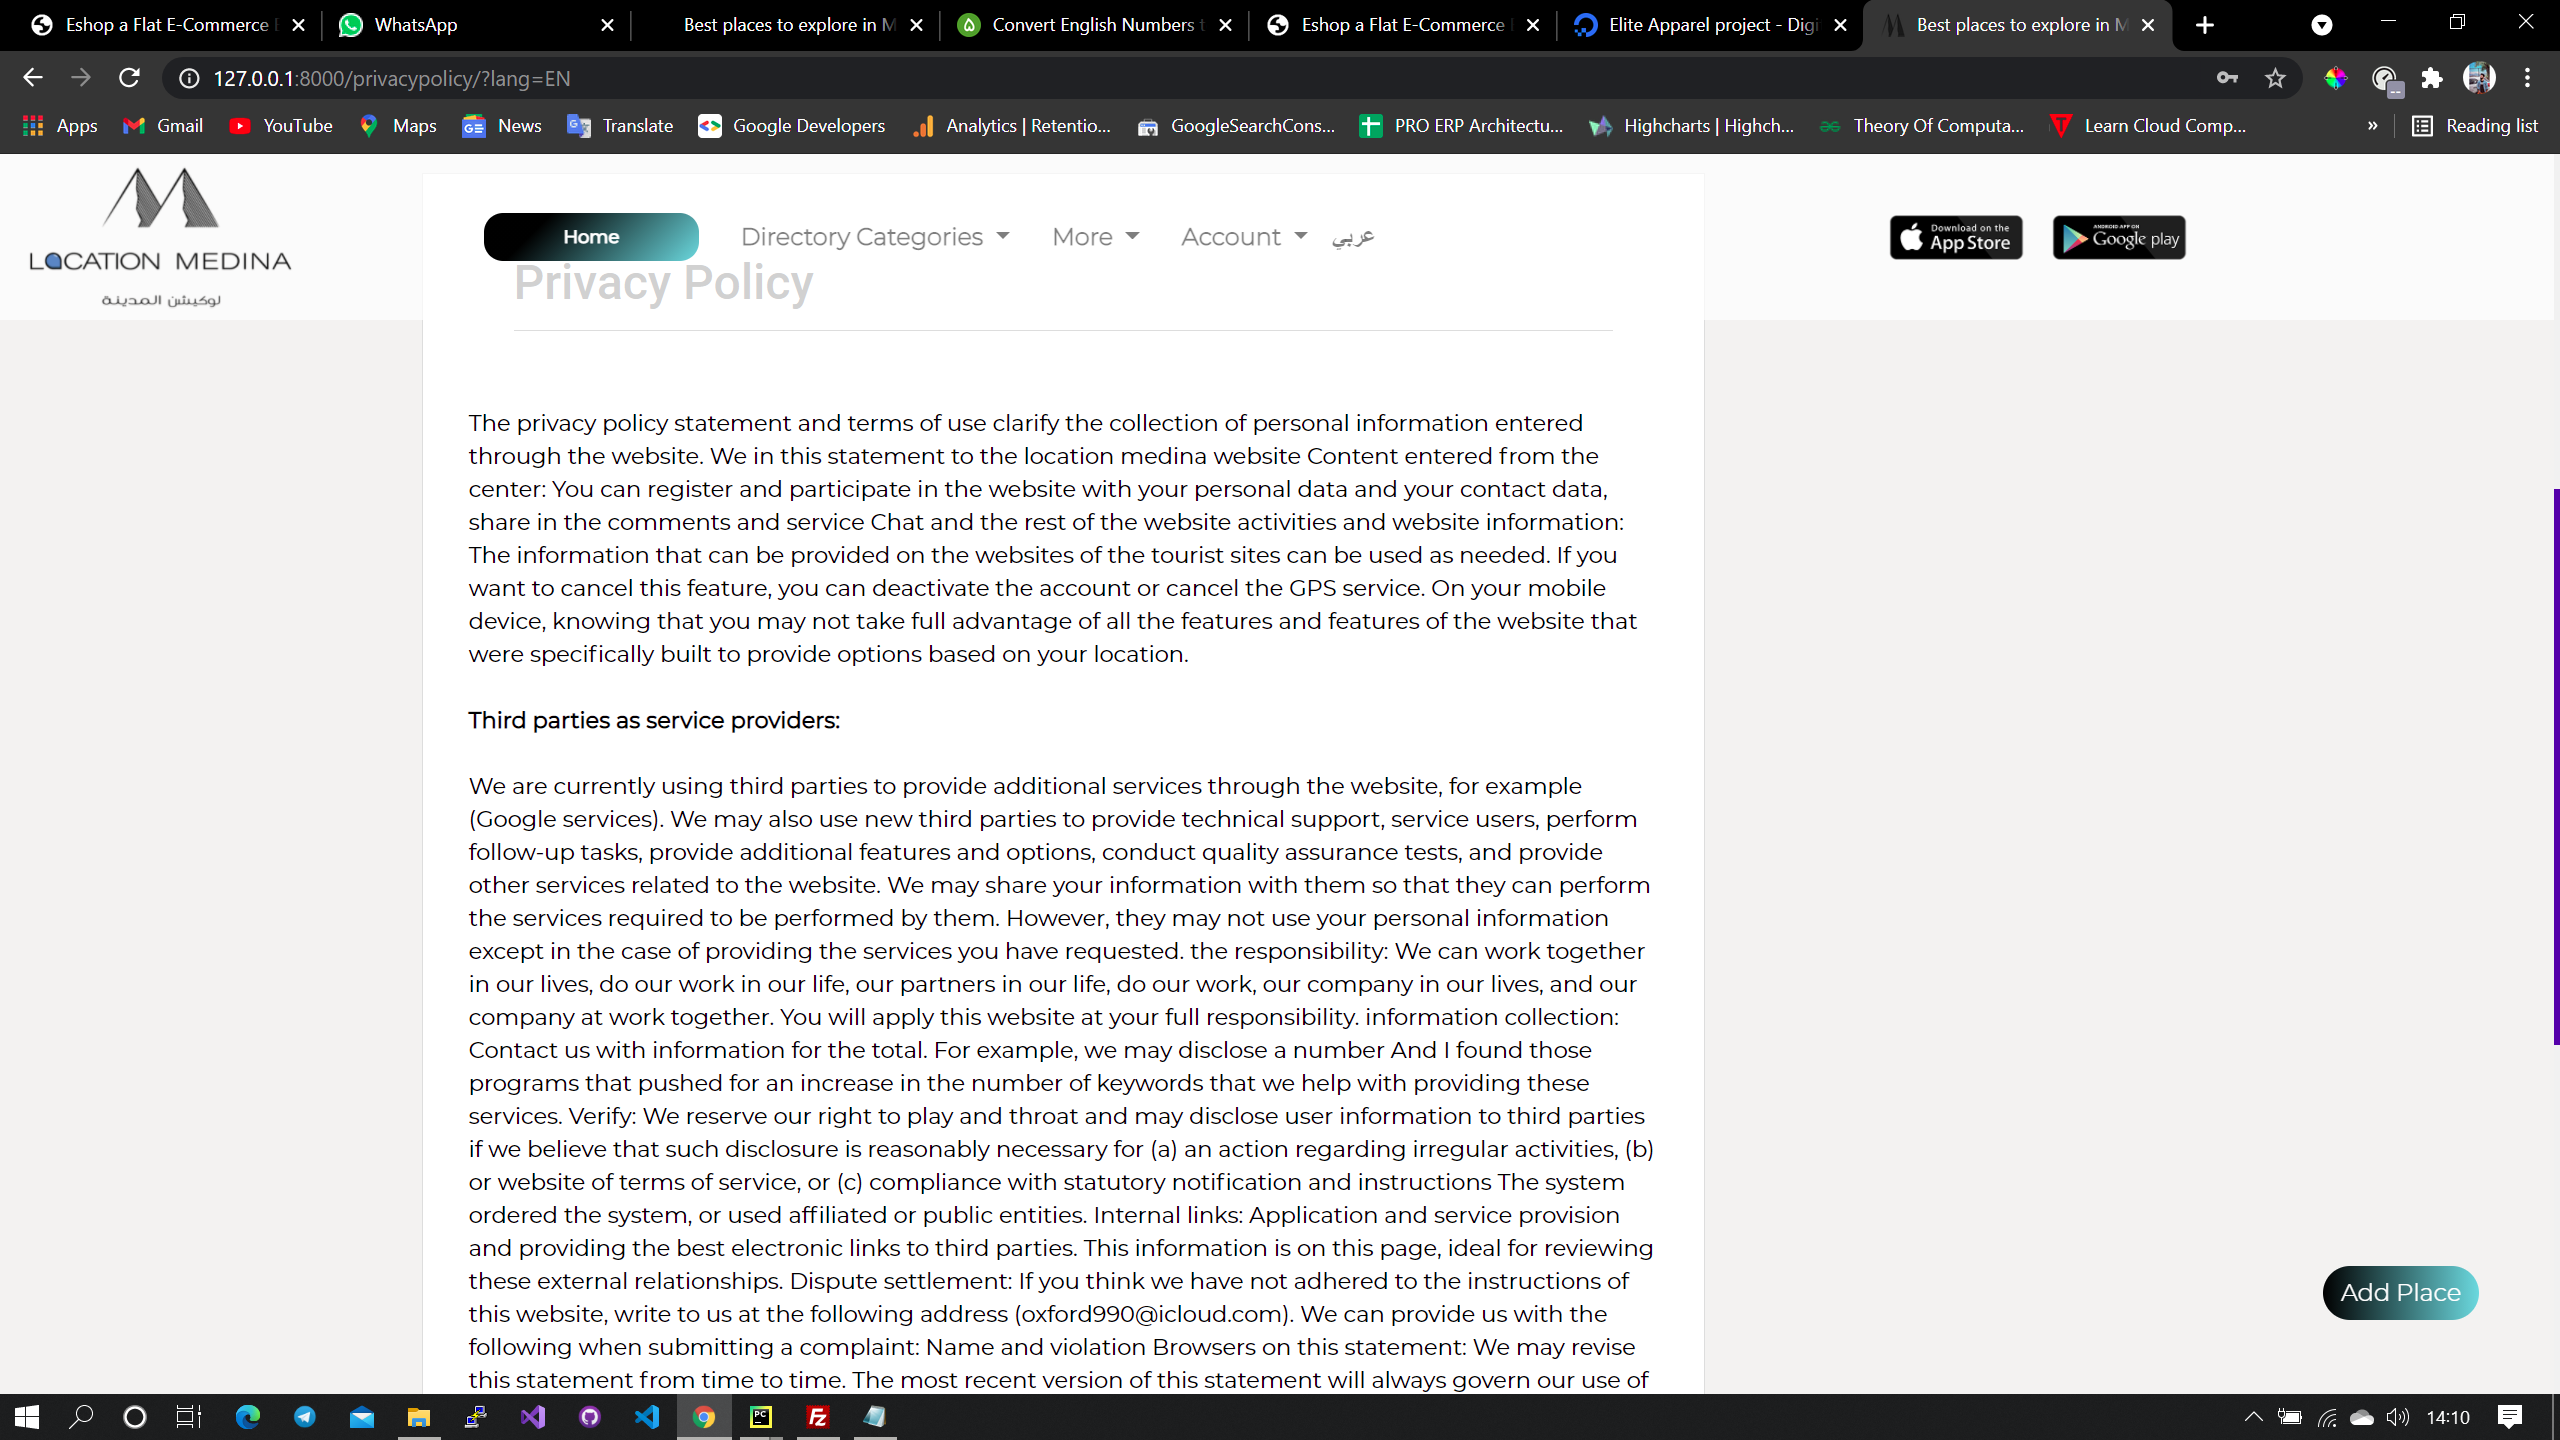 Eshop a Flat E-Commerce
WhatsApp
Best places to explore in M
Convert English Numbers t
Eshop a Flat E-Commerce
Elite Apparel project - Digi
Best places to explore in M
127.0.0.1:8000/privacypolicy/?lang=EN
Apps
Gmail
YouTube
Maps
News
Translate
Google Developers
Analytics | Retentio...
GoogleSearchCons...
PRO ERP Architectu...
Highcharts | Highch...
Theory Of Computa...
Learn Cloud Comp...
»
Reading list
LOCATION MEDINA
لوكيشن المدينة
Home
Directory Categories
More
Account
عربي
Download on the
App Store
ANDROID APP ON
Google play
Privacy Policy
The privacy policy statement and terms of use clarify the collection of personal information entered
through the website. We in this statement to the location medina website Content entered from the
center: You can register and participate in the website with your personal data and your contact data,
share in the comments and service Chat and the rest of the website activities and website information:
The information that can be provided on the websites of the tourist sites can be used as needed. If you
want to cancel this feature, you can deactivate the account or cancel the GPS service. On your mobile
device, knowing that you may not take full advantage of all the features and features of the website that
were specifically built to provide options based on your location.
Third parties as service providers:
We are currently using third parties to provide additional services through the website, for example
(Google services). We may also use new third parties to provide technical support, service users, perform
follow-up tasks, provide additional features and options, conduct quality assurance tests, and provide
other services related to the website. We may share your information with them so that they can perform
the services required to be performed by them. However, they may not use your personal information
except in the case of providing the services you have requested. the responsibility: We can work together
in our lives, do our work in our life, our partners in our life, do our work, our company in our lives, and our
company at work together. You will apply this website at your full responsibility. information collection:
Contact us with information for the total. For example, we may disclose a number And I found those
programs that pushed for an increase in the number of keywords that we help with providing these
services. Verify: We reserve our right to play and throat and may disclose user information to third parties
if we believe that such disclosure is reasonably necessary for (a) an action regarding irregular activities, (b)
or website of terms of service, or (c) compliance with statutory notification and instructions The system
ordered the system, or used affiliated or public entities. Internal links: Application and service provision
and providing the best electronic links to third parties. This information is on this page, ideal for reviewing
these external relationships. Dispute settlement: If you think we have not adhered to the instructions of
this website, write to us at the following address (oxford990@icloud.com). We can provide us with the
following when submitting a complaint: Name and violation Browsers on this statement: We may revise
this statement from time to time. The most recent version of this statement will always govern our use of
Add Place
14:10